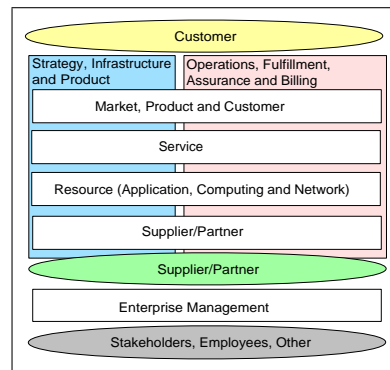 Customer
Strategy, Infrastructure
and Product
Operations, Fulfillment,
Assurance and Billing
Market, Product and Customer
Service
Resource (Application, Computing and Network)
Supplier/Partner
Supplier/Partner
Enterprise Management
Stakeholders, Employees, Other